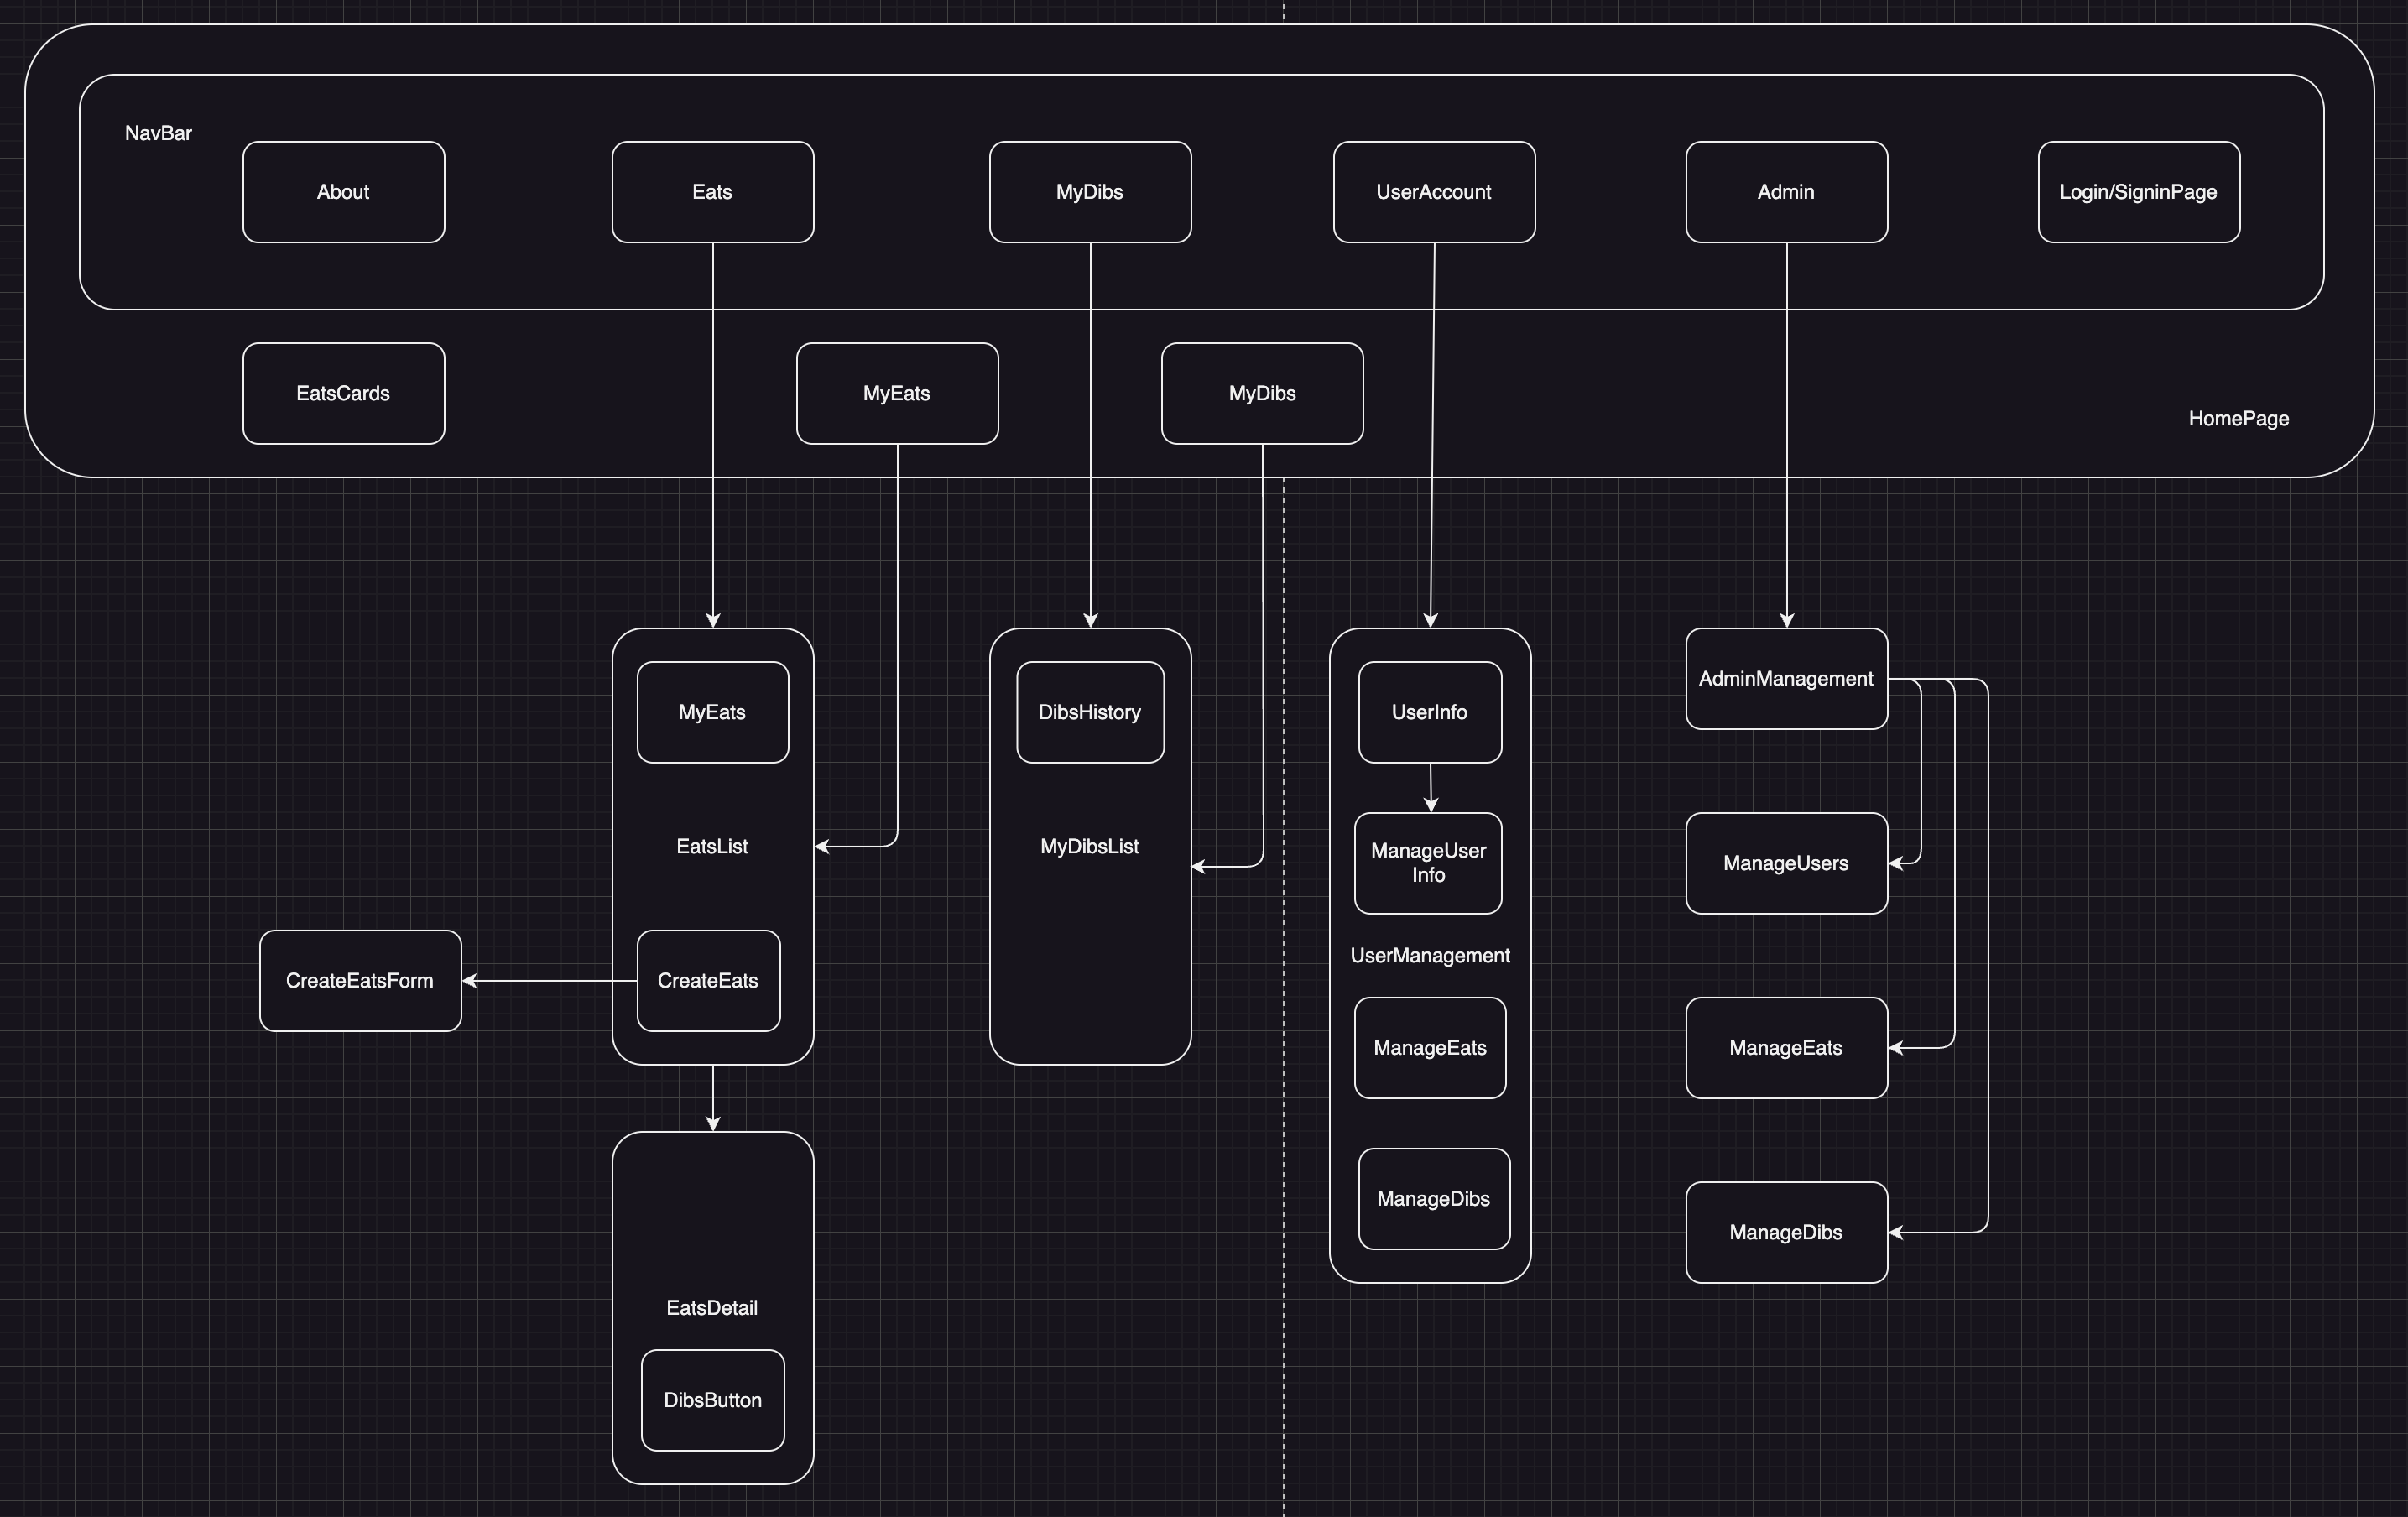 NavBar
About
Eats
MyDibs
UserAccount
Admin
Login/SigninPage
EatsCards
MyEats
MyDibs
HomePage
MyEats
EatsList
CreateEats
CreateEatsForm
EatsDetail
DibsButton
DibsHistory
MyDibsList
UserInfo
ManageUser
Info
UserManagement
ManageEats
ManageDibs
AdminManagement
ManageUsers
ManageEats
ManageDibs